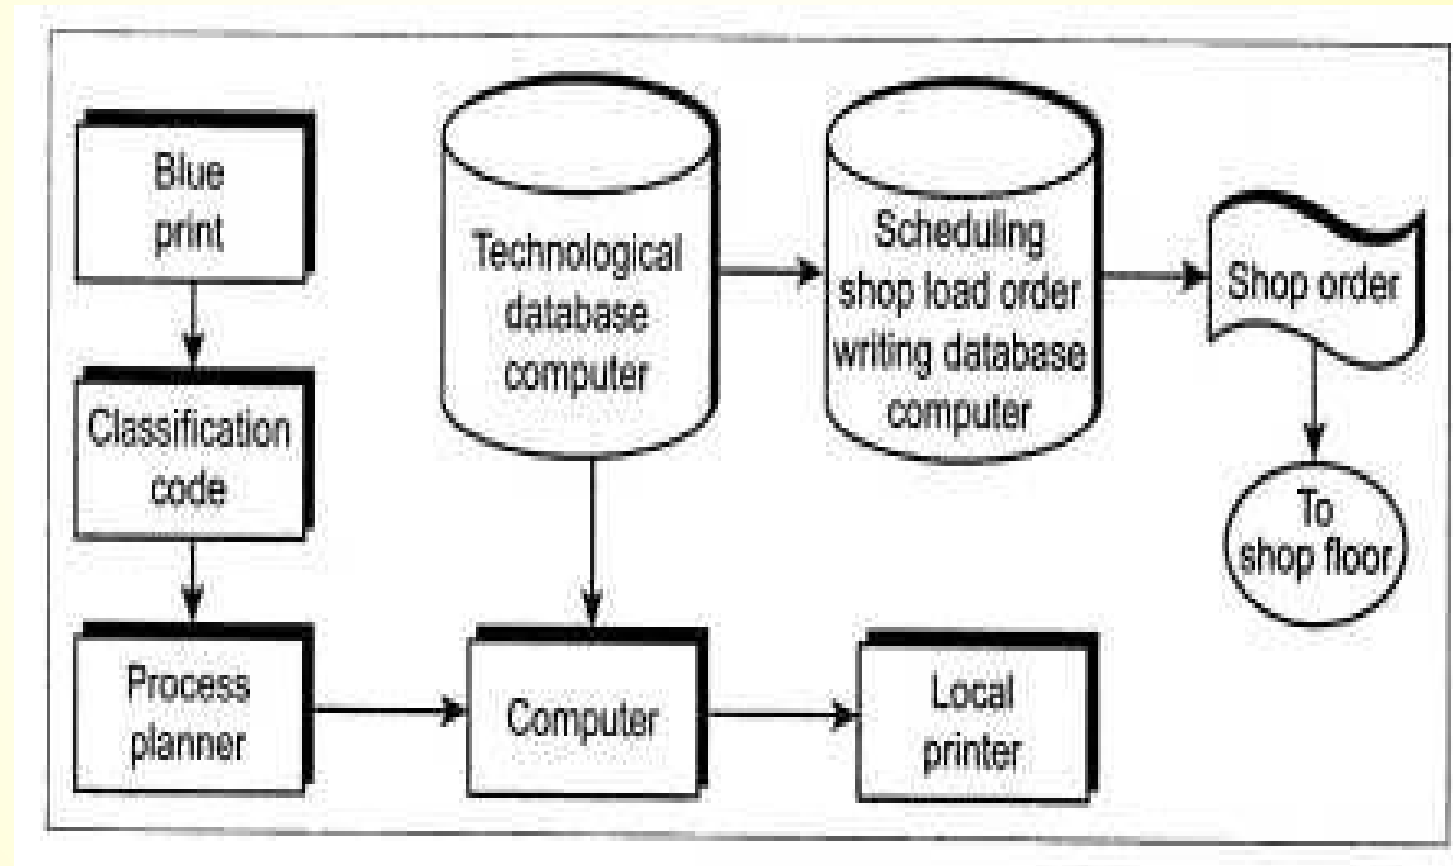 Blue
print
Classification
code
Process
planner
Technological
database
computer
Computer
Scheduling
shop load order
writing database
computer
Local
printer
Shop order
To
shop floor